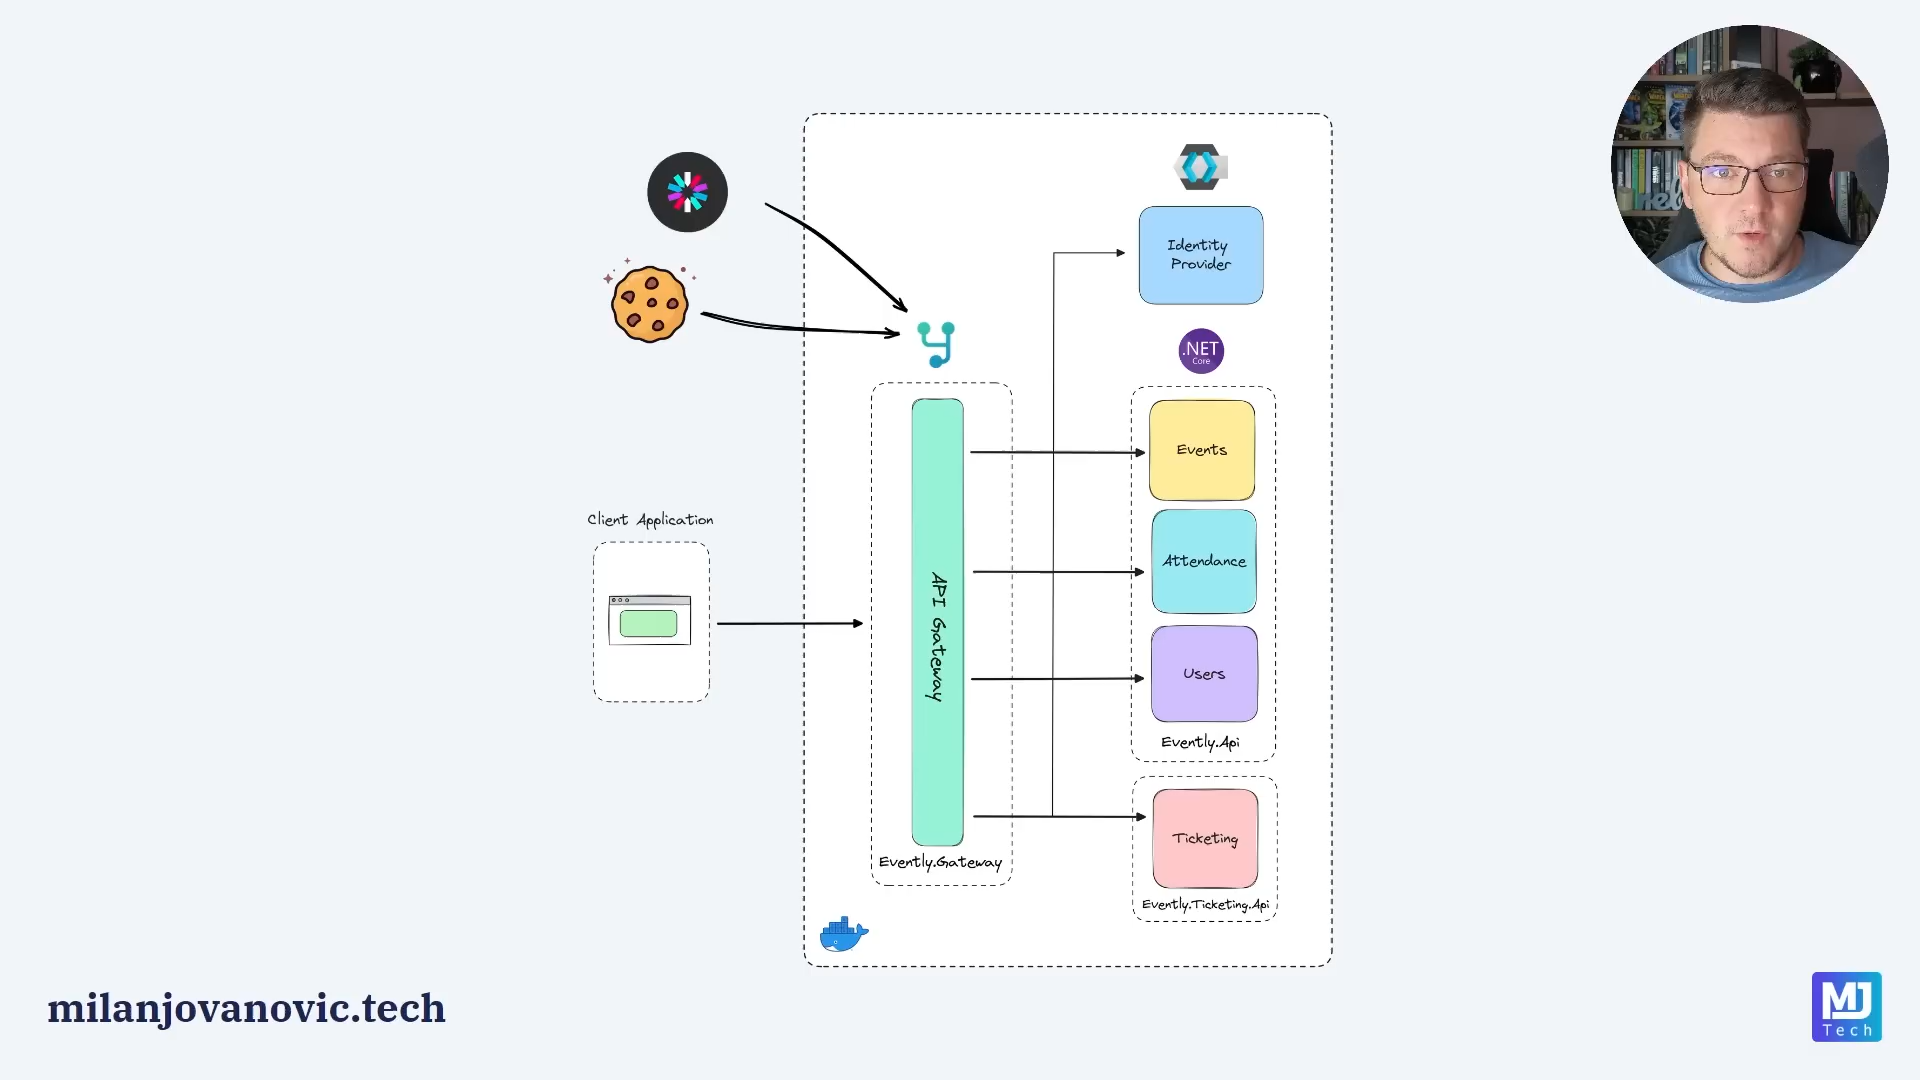 Identity
Provider
.NET
Core
Events
Client Application
Attendance
API Gateway
Users
Evently.Api
Ticketing
Evently.Gateway
Evently.Ticketing.Api
milanjovanovic.tech
MJ
Tech